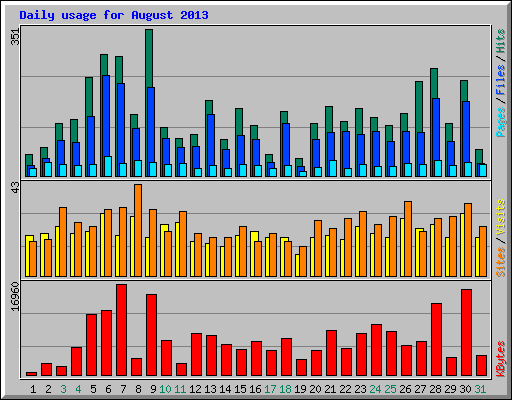 Daily usage for August 2013
351
Pages / Files / Hits
43
Sites / Visits
16960
KBytes
1 2 3 4 5 6 7 8 9 10 11 12 13 14 15 16 17 18 19 20 21 22 23 24 25 26 27 28 29 30 31